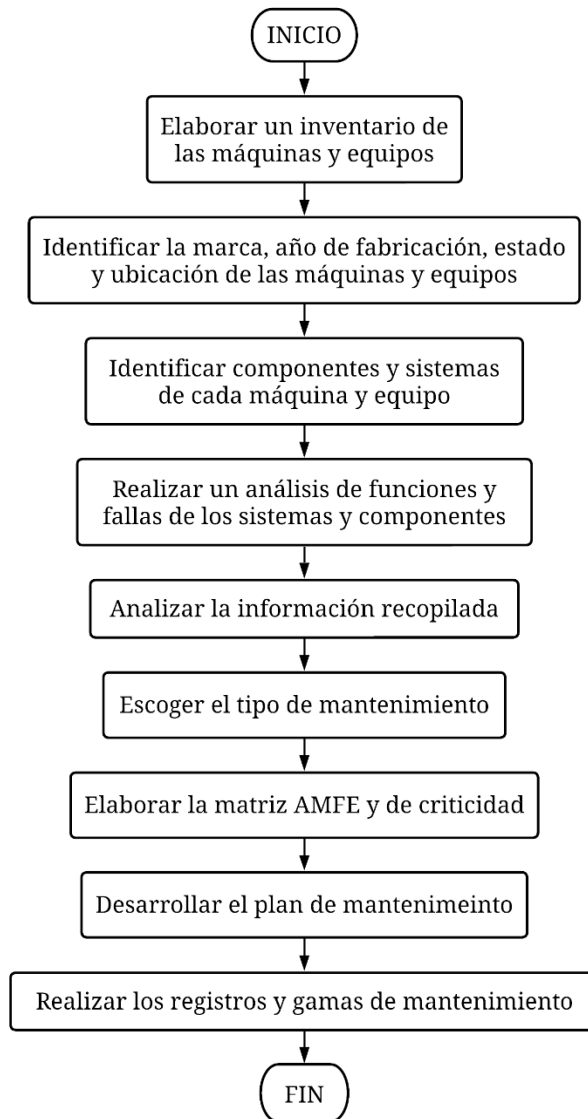 INICIO
Elaborar un inventario de
las máquinas y equipos
Identificar la marca, año de fabricación, estado
y ubicación de las máquinas y equipos
Identificar componentes y sistemas
de cada máquina y equipo
Realizar un análisis de funciones y
fallas de los sistemas y componentes
Analizar la información recopilada
Escoger el tipo de mantenimiento
Elaborar la matriz AMFE y de criticidad
Desarrollar el plan de mantenimeinto
Realizar los registros y gamas de mantenimiento
FIN